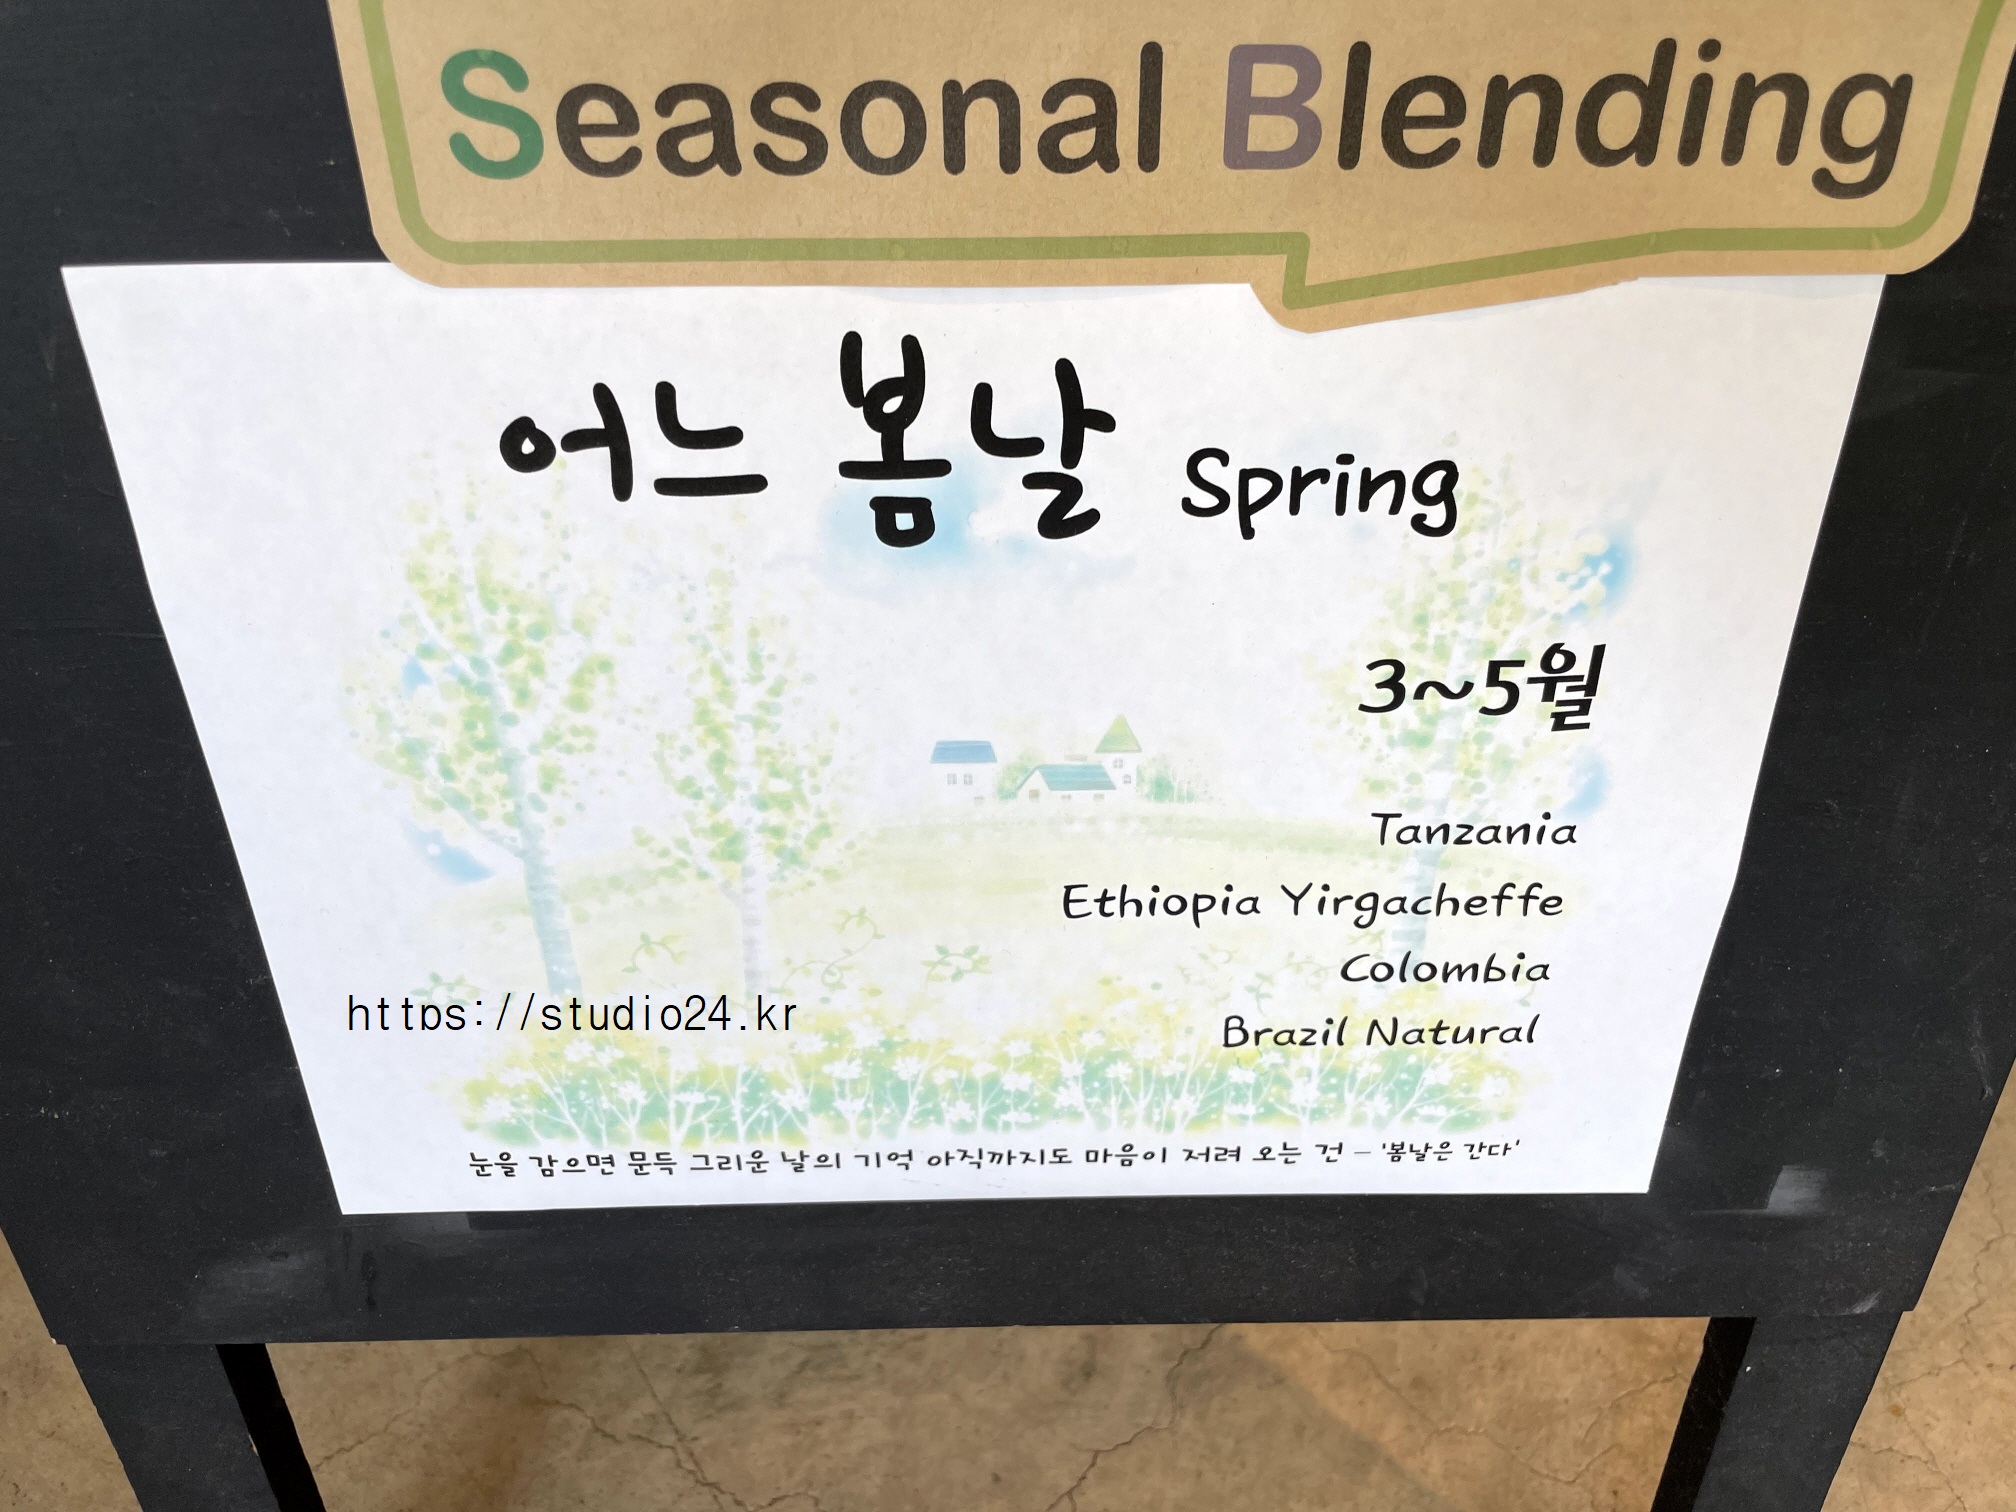 Seasonal Blending
어느 봄날 Spring
3~5월
Tanzania
Ethiopia Yirgacheffe
Colombia
https://studio24.kr
Brazil Natural
눈을 감으면 문득 그리운 날의 기억 아직까지도 마음이 저려 오는 건 - '봄날은 간다'